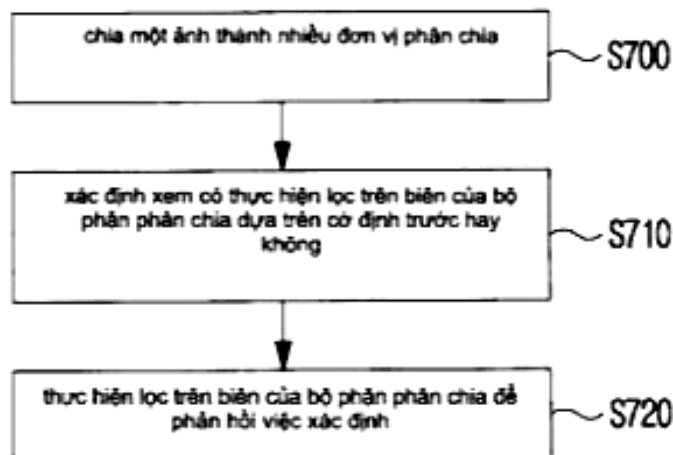 chia một ảnh thành nhiều đơn vị phân chia
S700
xác định xem có thực hiện lọc trên biên của bộ
phận phân chia dựa trên cờ định trước hay
không
S710
thực hiện lọc trên biên của bộ phận phân chia để
phản hồi việc xác định
S720